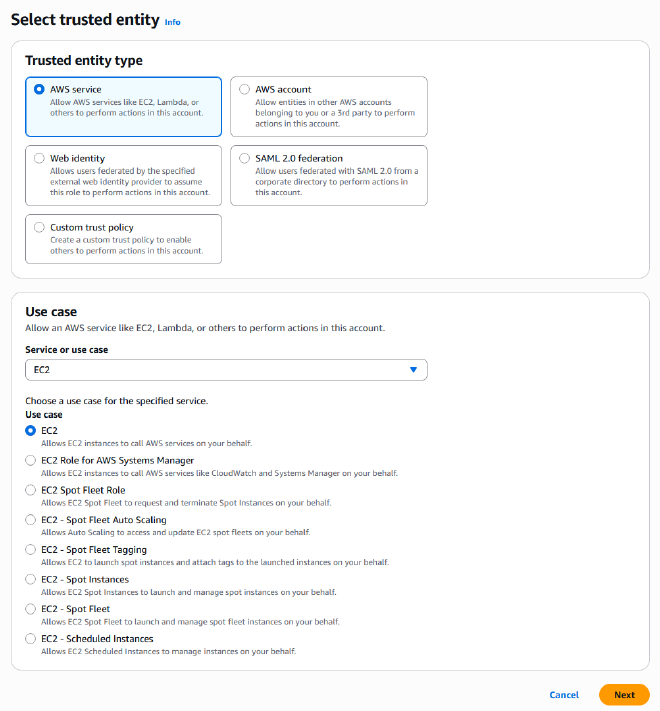 Select trusted entity Info
Trusted entity type
AWS service
Allow AWS services like EC2, Lambda, or
others to perform actions in this account.
AWS account
Allow entities in other AWS accounts
belonging to you or a 3rd party to perform
actions in this account.
Web identity
Allows users federated by the specified
external web identity provider to assume
this role to perform actions in this account.
SAML 2.0 federation
Allow users federated with SAML 2.0 from a
corporate directory to perform actions in
this account.
Custom trust policy
Create a custom trust policy to enable
others to perform actions in this account.
Use case
Allow an AWS service like EC2, Lambda, or others to perform actions in this account.
Service or use case
EC2
Choose a use case for the specified service.
Use case
EC2
Allows EC2 instances to call AWS services on your behalf.
EC2 Role for AWS Systems Manager
Allows EC2 instances to call AWS services like CloudWatch and Systems Manager on your behalf.
EC2 Spot Fleet Role
Allows EC2 Spot Fleet to request and terminate Spot Instances on your behalf.
EC2 - Spot Fleet Auto Scaling
Allows Auto Scaling to access and update EC2 spot fleets on your behalf.
EC2 - Spot Fleet Tagging
Allows EC2 to launch spot instances and attach tags to the launched instances on your behalf.
EC2 - Spot Instances
Allows EC2 Spot Instances to launch and manage spot instances on your behalf.
EC2 - Spot Fleet
Allows EC2 Spot Fleet to launch and manage spot fleet instances on your behalf.
EC2 - Scheduled Instances
Allows EC2 Scheduled Instances to manage instances on your behalf.
Cancel Next